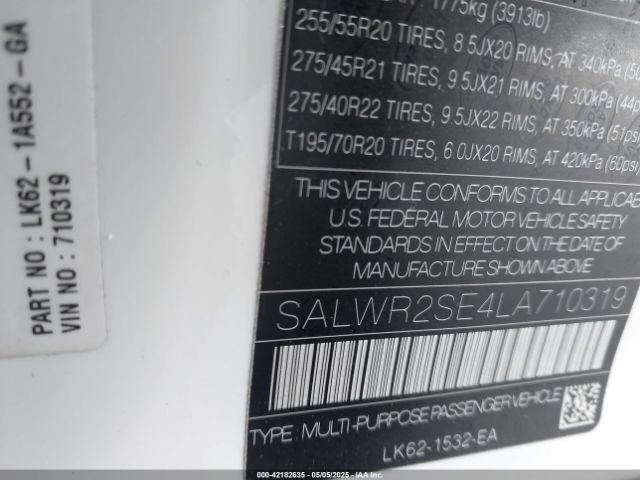 PART NO : LK62 - 1A552 - GA
VIN NO : 710319
1775kg (3913lb)
255/55R20 TIRES, 8.5JX20 RIMS, AT 340kPa
275/45R21 TIRES, 9.5JX21 RIMS, AT 300kPa
275/40R22 TIRES, 9.5JX22 RIMS, AT 350kPa (51psi
T195/70R20 TIRES, 6.0JX20 RIMS, AT 420kPa (60psi)
THIS VEHICLE CONFORMS TO ALL APPLICAB
U.S. FEDERAL MOTOR VEHICLE SAFETY
STANDARDS IN EFFECT ON THE DATE OF
MANUFACTURE SHOWN ABOVE
SALWR2SE4LA710319
TYPE : MULTI-PURPOSE PASSENGER VEHICLE
LK62-1532-EA
000-42182635 - 05/05/2025 - IAA Canada